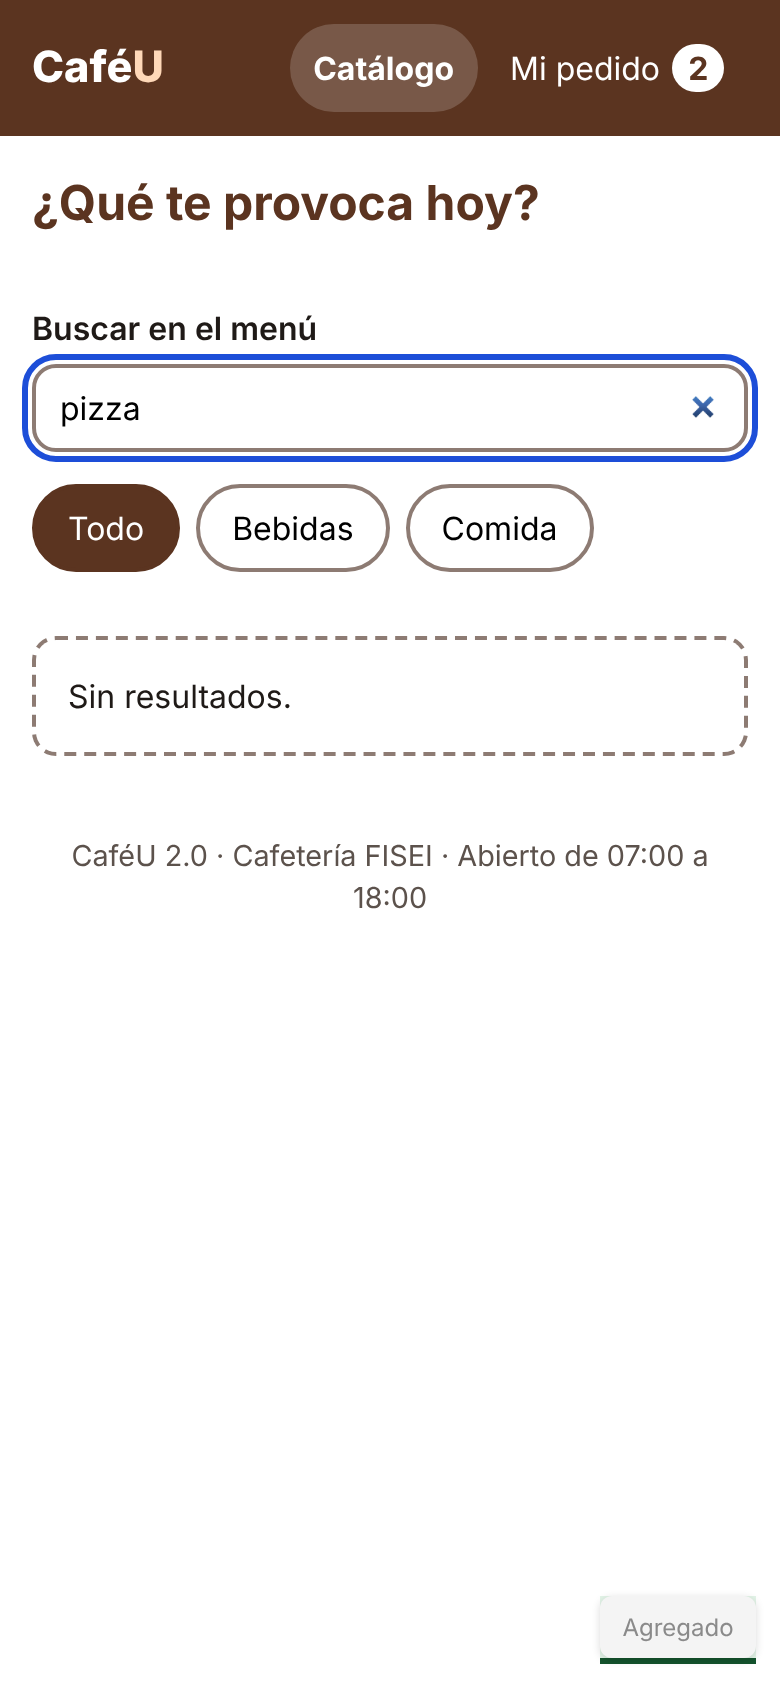 CaféU
Catálogo
Mi pedido 2
¿Qué te provoca hoy?
Buscar en el menú
pizza
Todo
Bebidas
Comida
Sin resultados.
CaféU 2.0 · Cafetería FISEI · Abierto de 07:00 a
18:00
Agregado